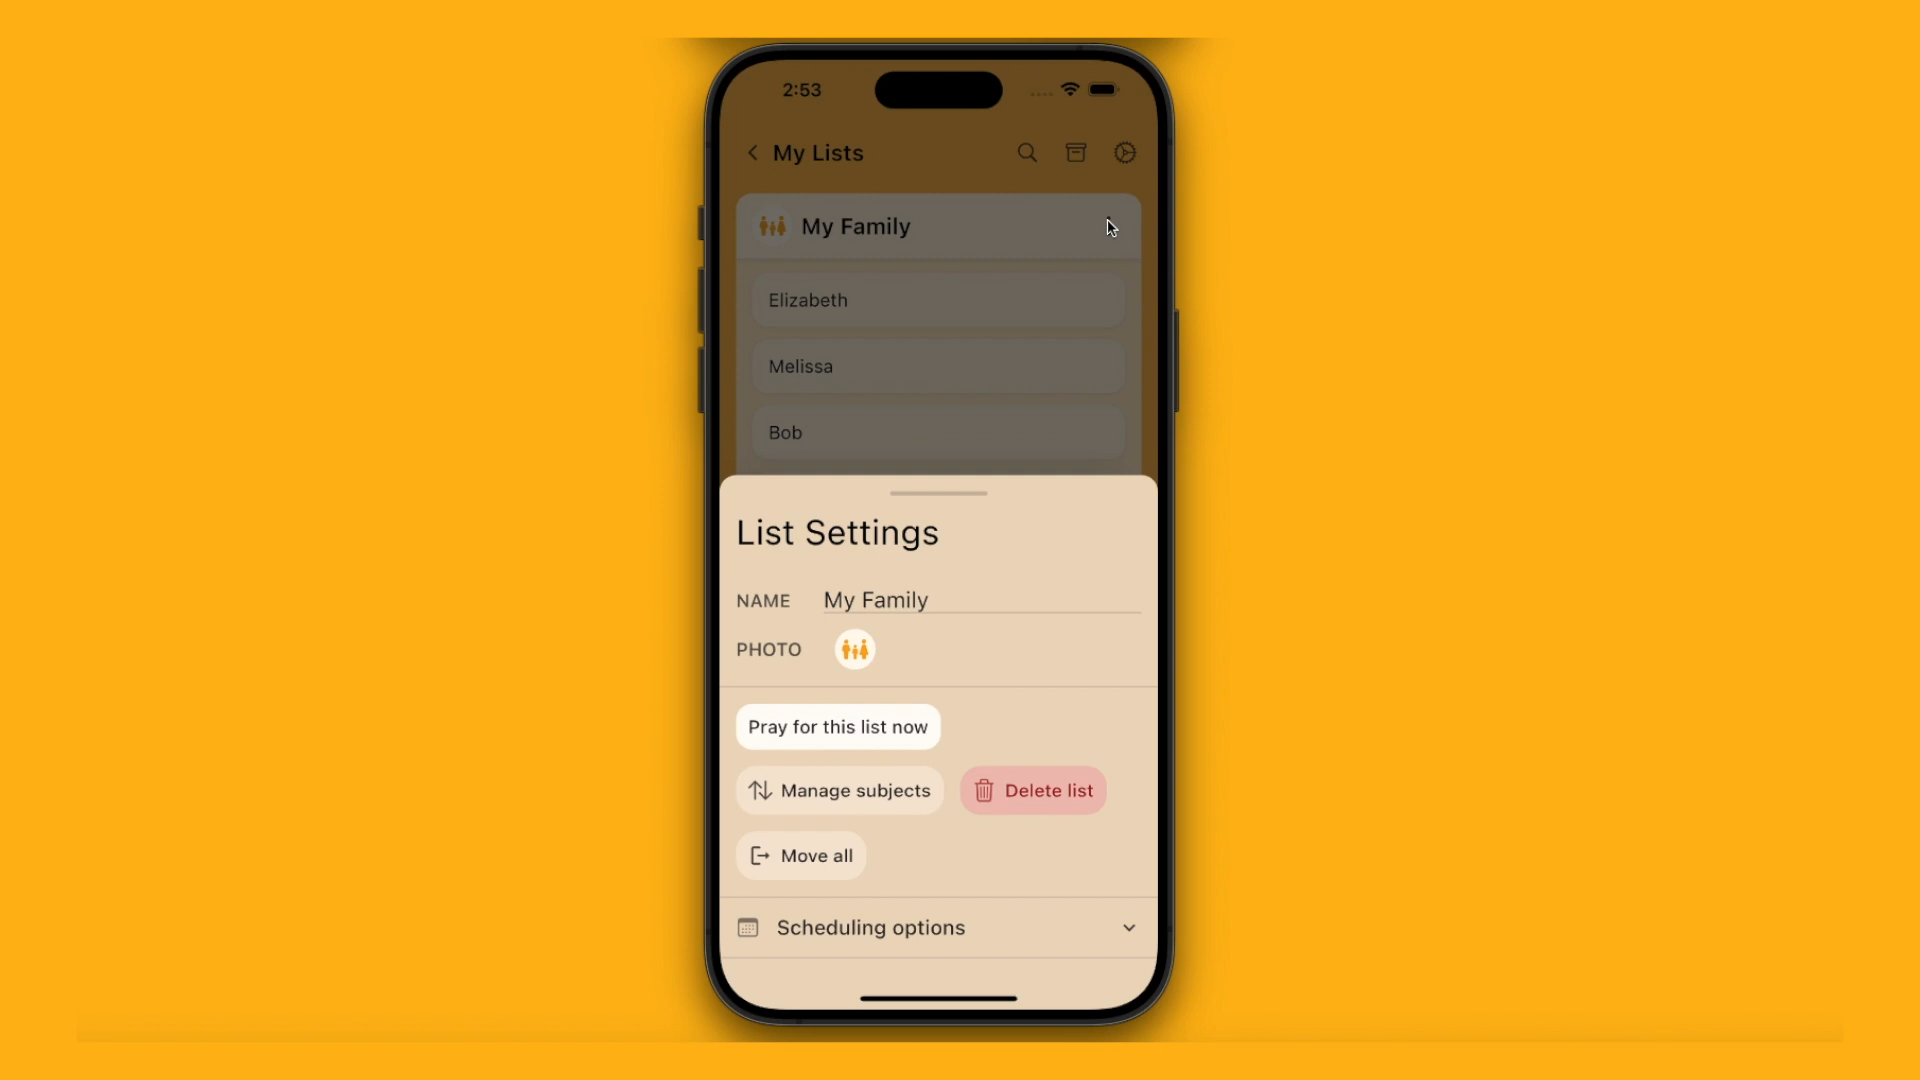 2:53
My Lists
My Family
Elizabeth
Melissa
Bob
List Settings
NAME My Family
PHOTO
Pray for this list now
Manage subjects Delete list
Move all
Scheduling options